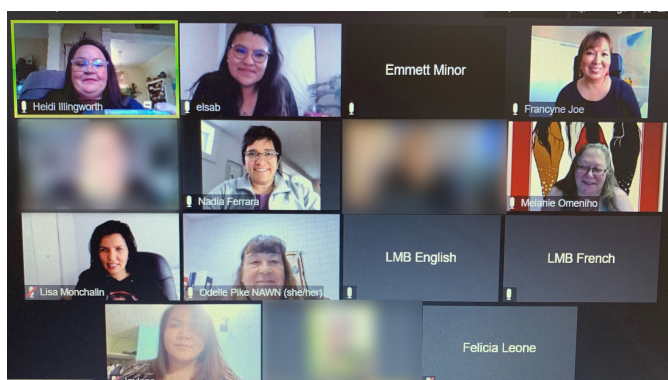 Heidi Illingworth
elsab
Emmett Minor
Francyne Joe
Nadia Ferrara
Melanie Omeniho
Lisa Monchalin
Odelle Pike NAWN (she/her)
LMB English
LMB French
Felicia Leone